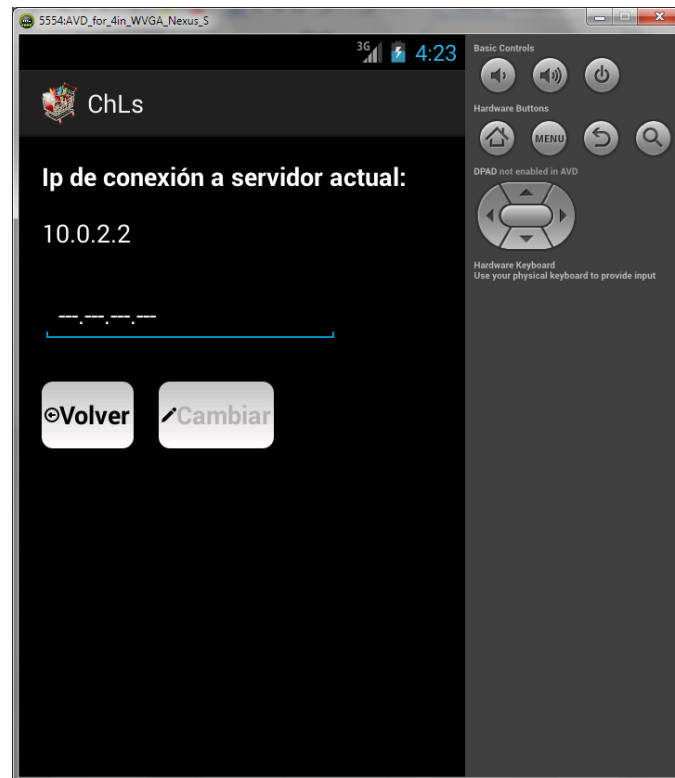 5554:AVD_for_4in_WVGA_Nexus_S
3G 4:23
ChLs
Ip de conexión a servidor actual:
10.0.2.2
---.---.---.---
Volver Cambiar
Basic Controls
Hardware Buttons
MENU
DPAD not enabled in AVD
Hardware Keyboard
Use your physical keyboard to provide input